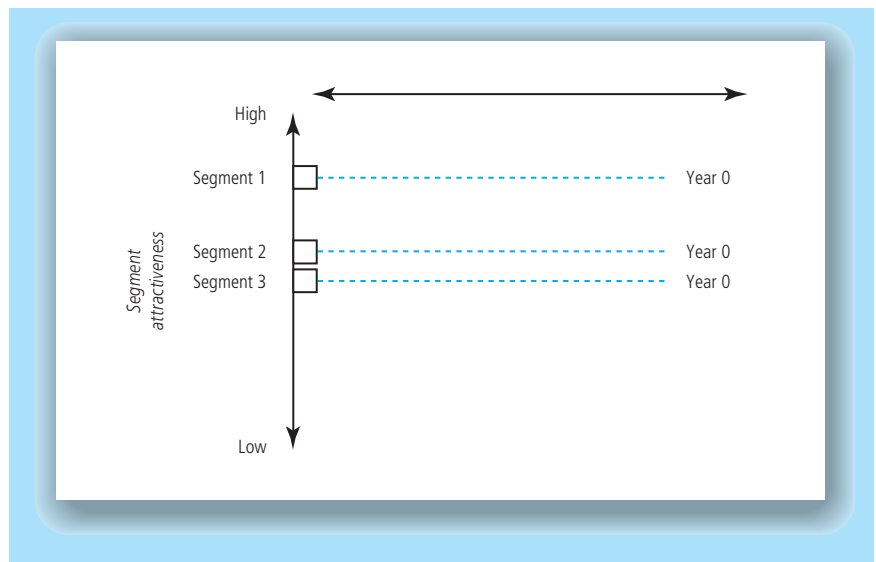 High
Segment 1
Year 0
Segment 2
Year 0
Segment 3
Year 0
Segment
attractiveness
Low